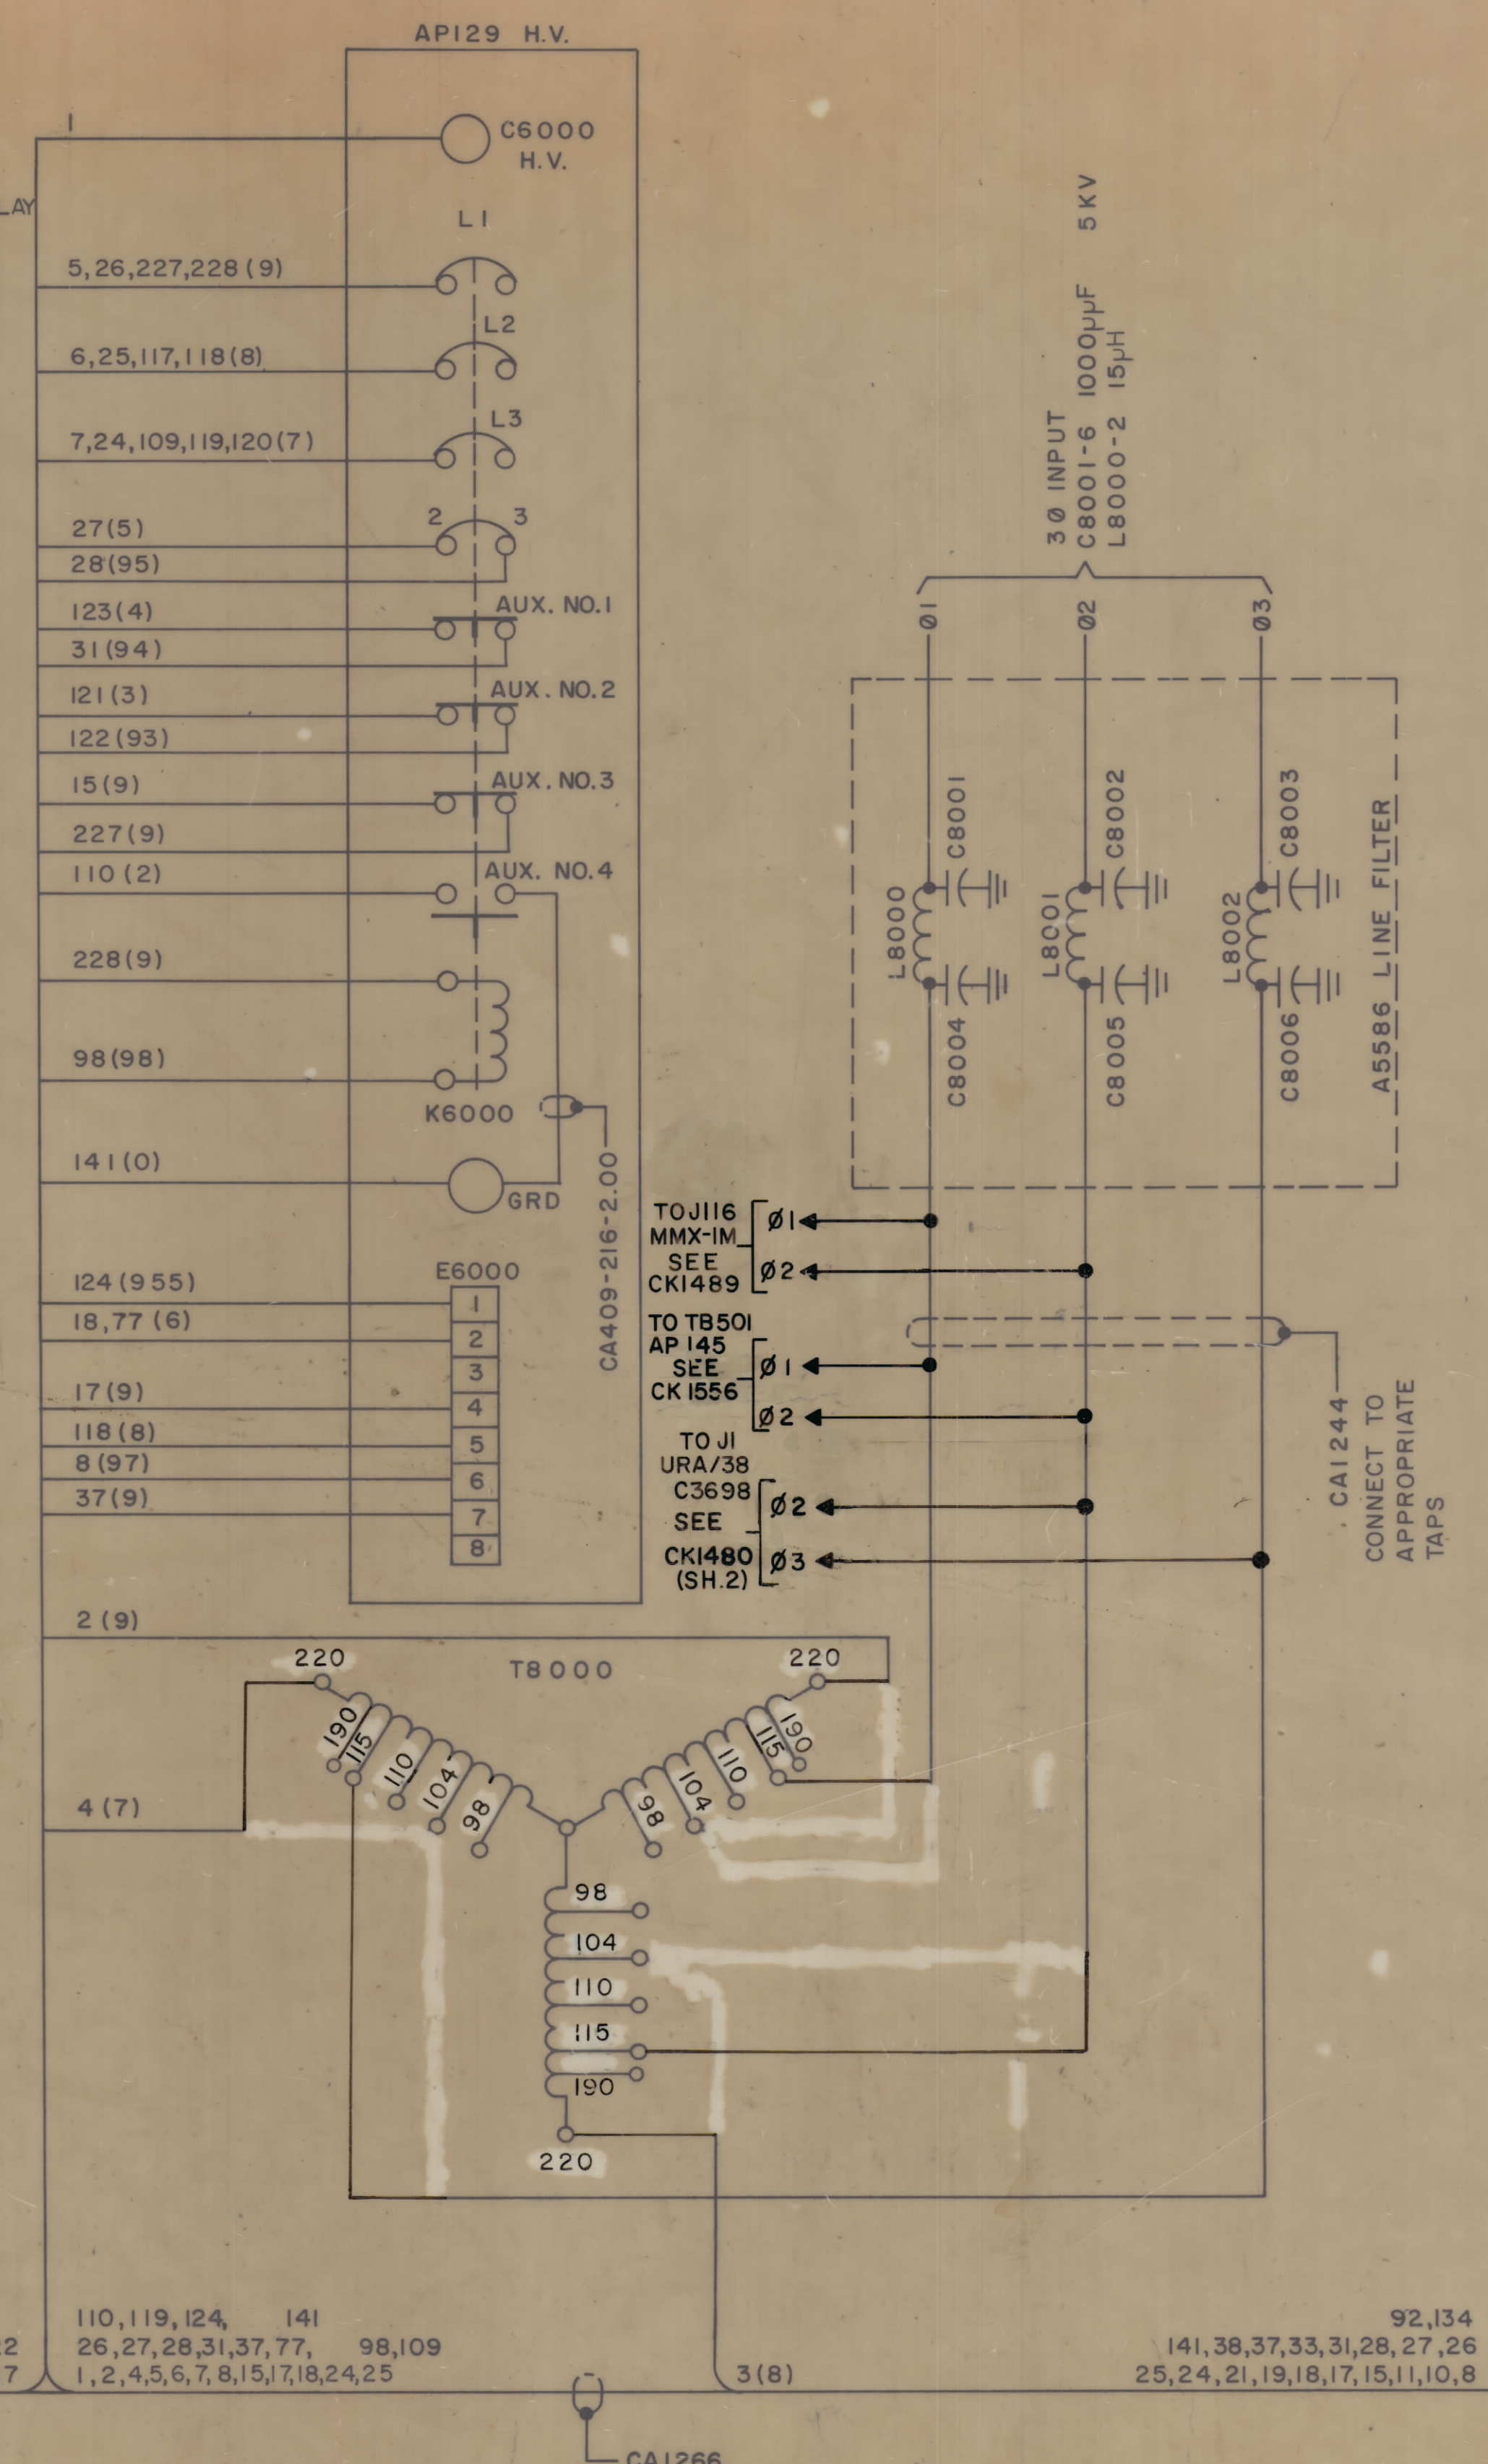 AP129 H.V.
1
C6000
H.V.
LAY
L1
5,26,227,228(9)
L2
6,25,117,118(8)
L3
7,24,109,119,120(7)
2 3
27(5)
28(95)
AUX. NO.1
123(4)
31(94)
AUX. NO.2
121(3)
122(93)
AUX. NO.3
15(9)
227(9)
AUX. NO.4
110(2)
228(9)
98(98)
K6000
141(0)
GRD
CA409-216-2.00
E6000
124(955)
1
18,77(6)
2
3
17(9)
4
118(8)
5
8(97)
6
37(9)
7
8
3Ø INPUT
C8001-6 1000µµF 5KV
L8000-2 15µH
Ø1
Ø2
Ø3
C8001
C8002
C8003
L8000
L8001
L8002
C8004
C8005
C8006
A5586 LINE FILTER
TO J116
MMX-1M
SEE
CK1489
Ø1
Ø2
TO TB501
AP 145
SEE
CK 1556
Ø1
Ø2
TO J1
URA/38
C3698
SEE
CK1480
(SH.2)
Ø2
Ø3
CA1244
CONNECT TO
APPROPRIATE
TAPS
2(9)
T8000
220
190
115
110
104
98
220
190
115
110
104
98
4(7)
98
104
110
115
190
220
110,119,124, 141
26,27,28,31,37,77, 98,109
1,2,4,5,6,7,8,15,17,18,24,25
2
7
3(8)
92,134
141,38,37,33,31,28,27,26
25,24,21,19,18,17,15,11,10,8
CA1266